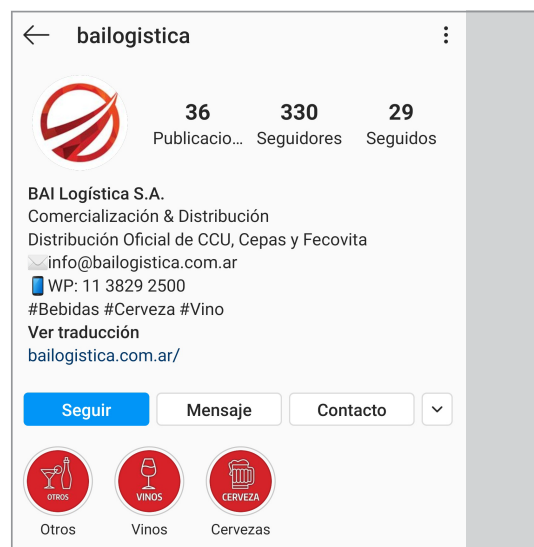 bailogistica
36 330 29
Publicacio... Seguidores Seguidos
BAI Logística S.A.
Comercialización & Distribución
Distribución Oficial de CCU, Cepas y Fecovita
info@bailogistica.com.ar
WP: 11 3829 2500
#Bebidas #Cerveza #Vino
Ver traducción
bailogistica.com.ar/
Seguir Mensaje Contacto
OTROS VINOS CERVEZA
Otros Vinos Cervezas